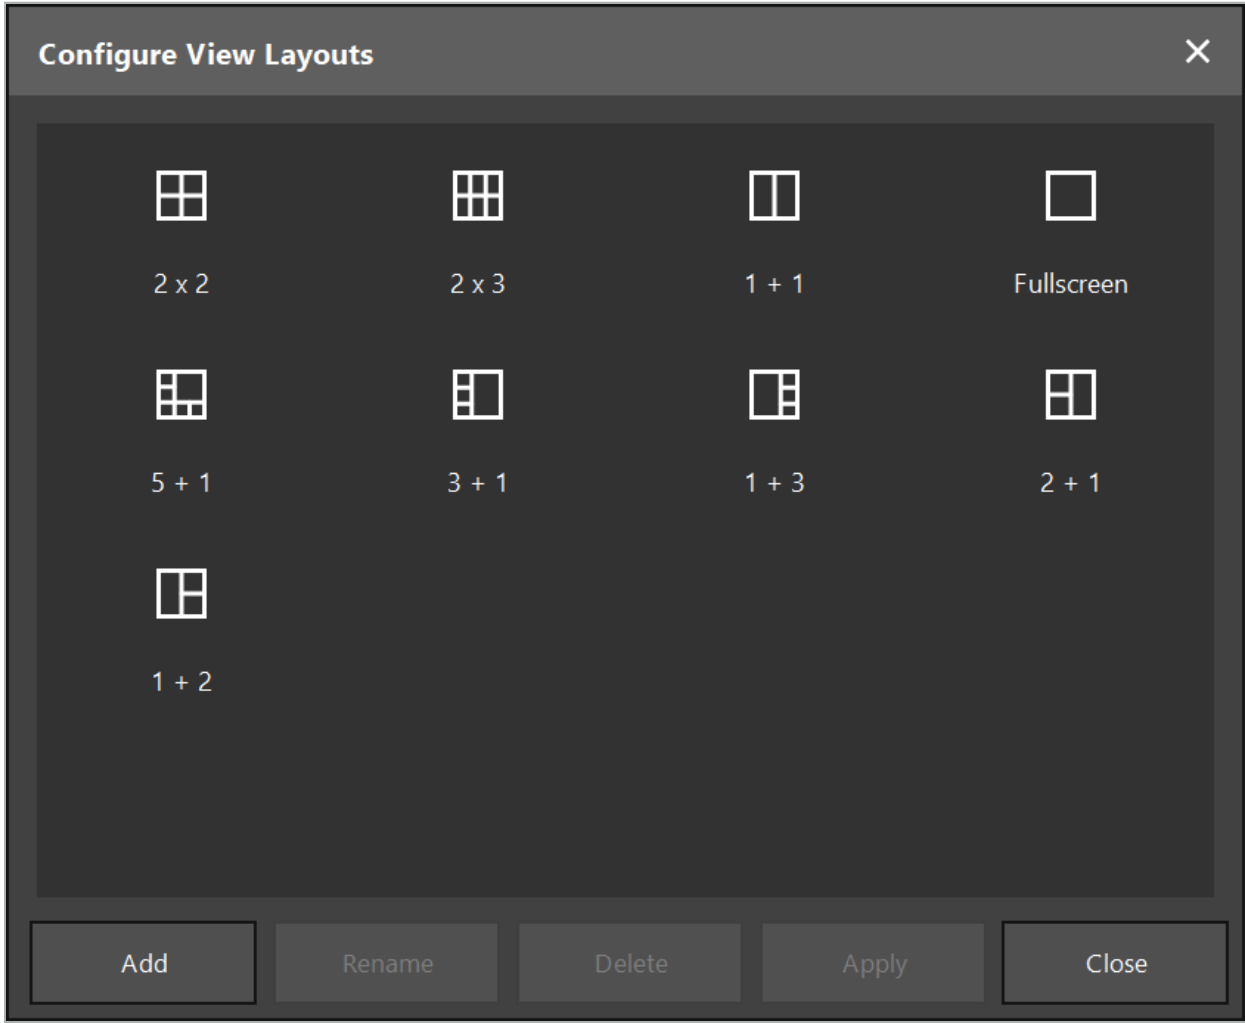 Configure View Layouts
2 x 2
2 x 3
1 + 1
Fullscreen
5 + 1
3 + 1
1 + 3
2 + 1
1 + 2
Add
Rename
Delete
Apply
Close